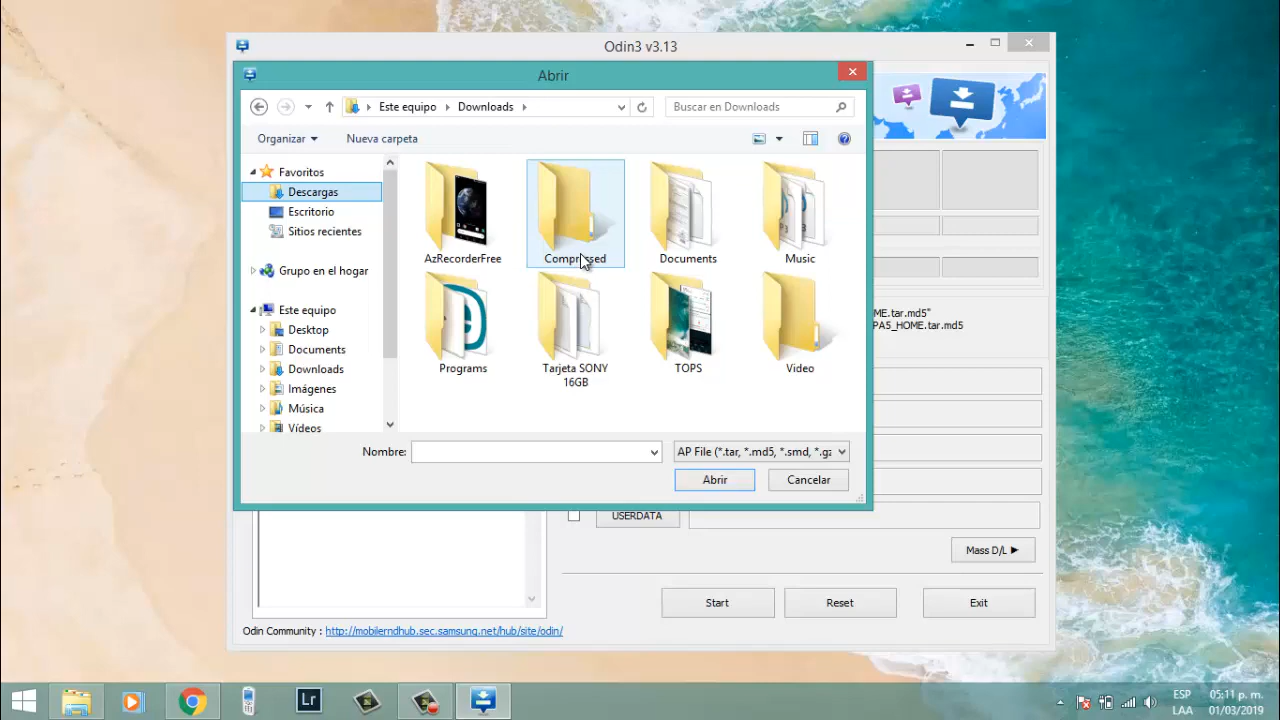 Odin3 v3.13
Abrir
Este equipo
Downloads
Buscar en Downloads
Organizar
Nueva carpeta
Favoritos
Descargas
Escritorio
Sitios recientes
Grupo en el hogar
Este equipo
Desktop
Documents
Downloads
Imágenes
Música
Vídeos
AzRecorderFree
Compressed
Documents
Music
Programs
Tarjeta SONY
16GB
TOPS
Video
ME.tar.md5"
PA5_HOME.tar.md5
Nombre:
AP File (*.tar, *.md5, *.smd, *.gz
Abrir
Cancelar
USERDATA
Mass D/L
Start
Reset
Exit
Odin Community : http://mobilerndhub.sec.samsung.net/hub/site/odin/
Lr
ESP
LAA
05:11 p. m.
01/03/2019